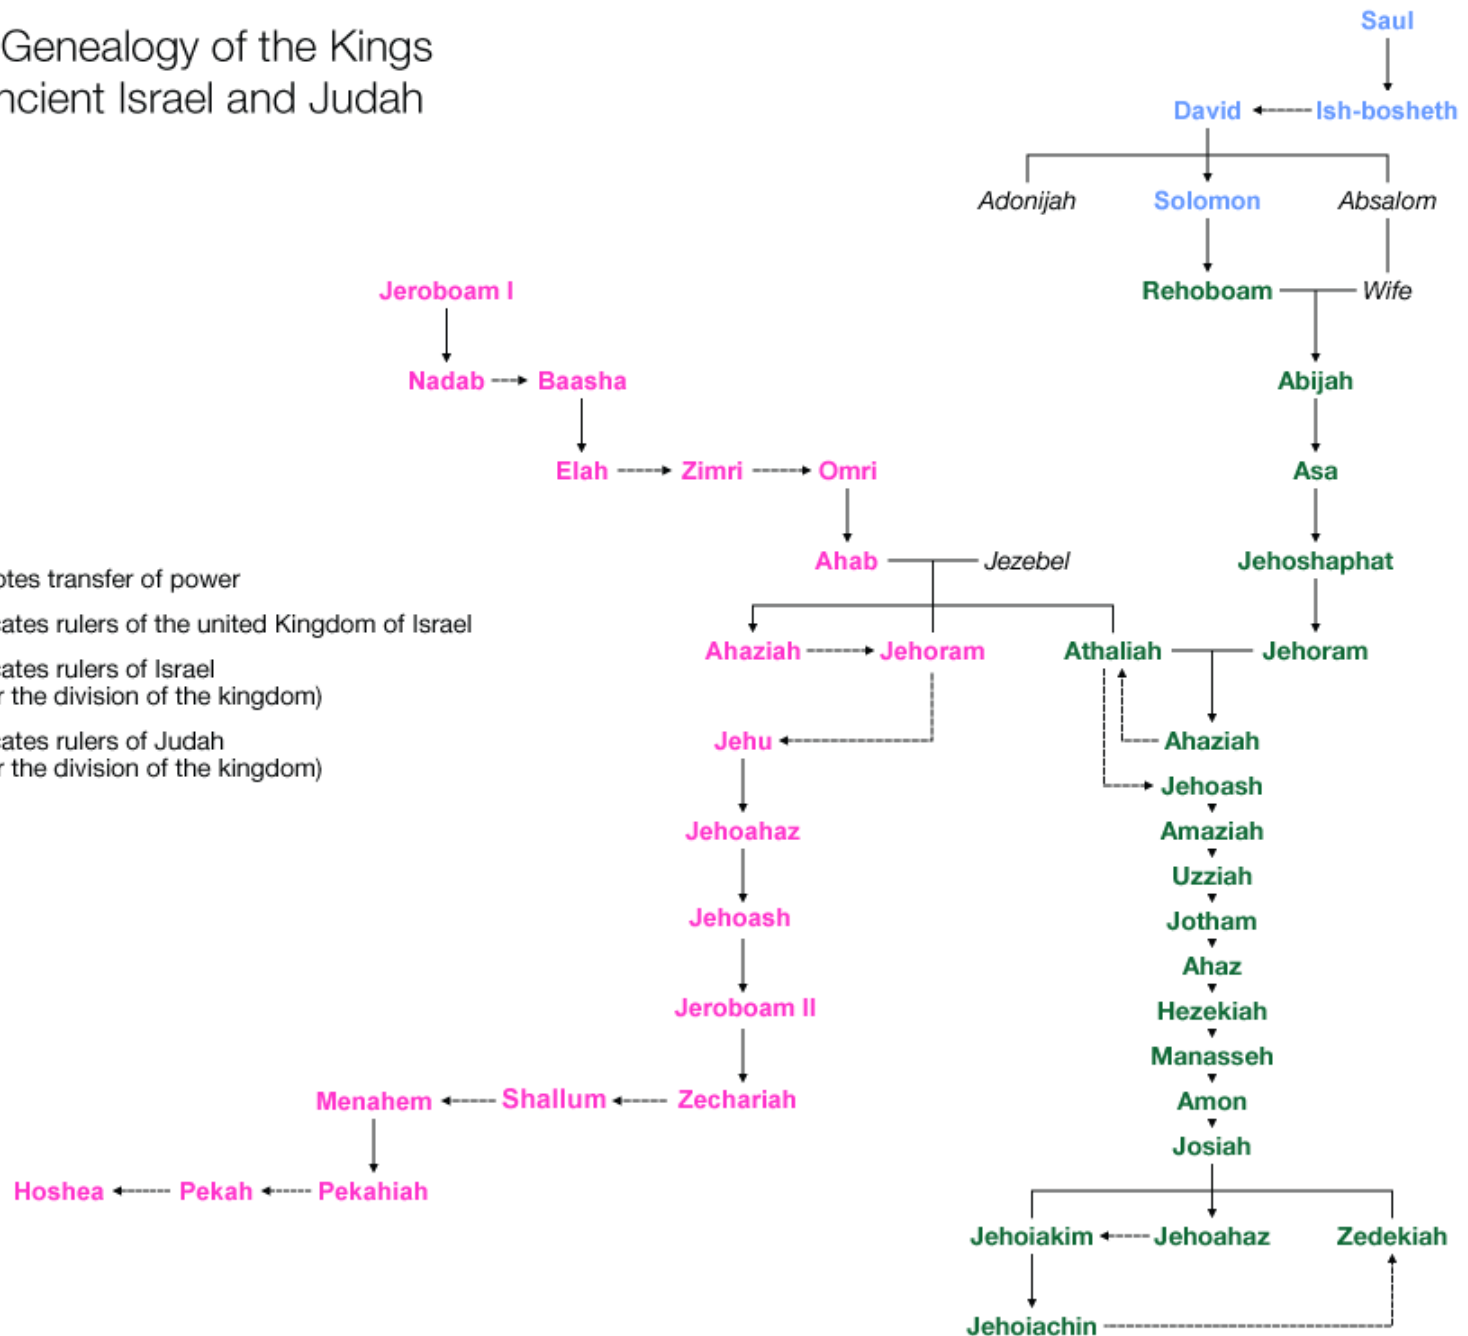 Genealogy of the Kings
ncient Israel and Judah
Saul
David Ish-bosheth
Adonijah Solomon Absalom
Jeroboam I Rehoboam Wife
Nadab Baasha Abijah
Elah Zimri Omri Asa
Ahab Jezebel Jehoshaphat
otes transfer of power
cates rulers of the united Kingdom of Israel
cates rulers of Israel
r the division of the kingdom)
cates rulers of Judah
r the division of the kingdom)
Ahaziah Jehoram Athaliah Jehoram
Jehu Ahaziah
Jehoash
Jehoahaz Amaziah
Uzziah
Jehoash Jotham
Ahaz
Jeroboam II Hezekiah
Manasseh
Menahem Shallum Zechariah Amon
Josiah
Hoshea Pekah Pekahiah
Jehoiakim Jehoahaz Zedekiah
Jehoiachin